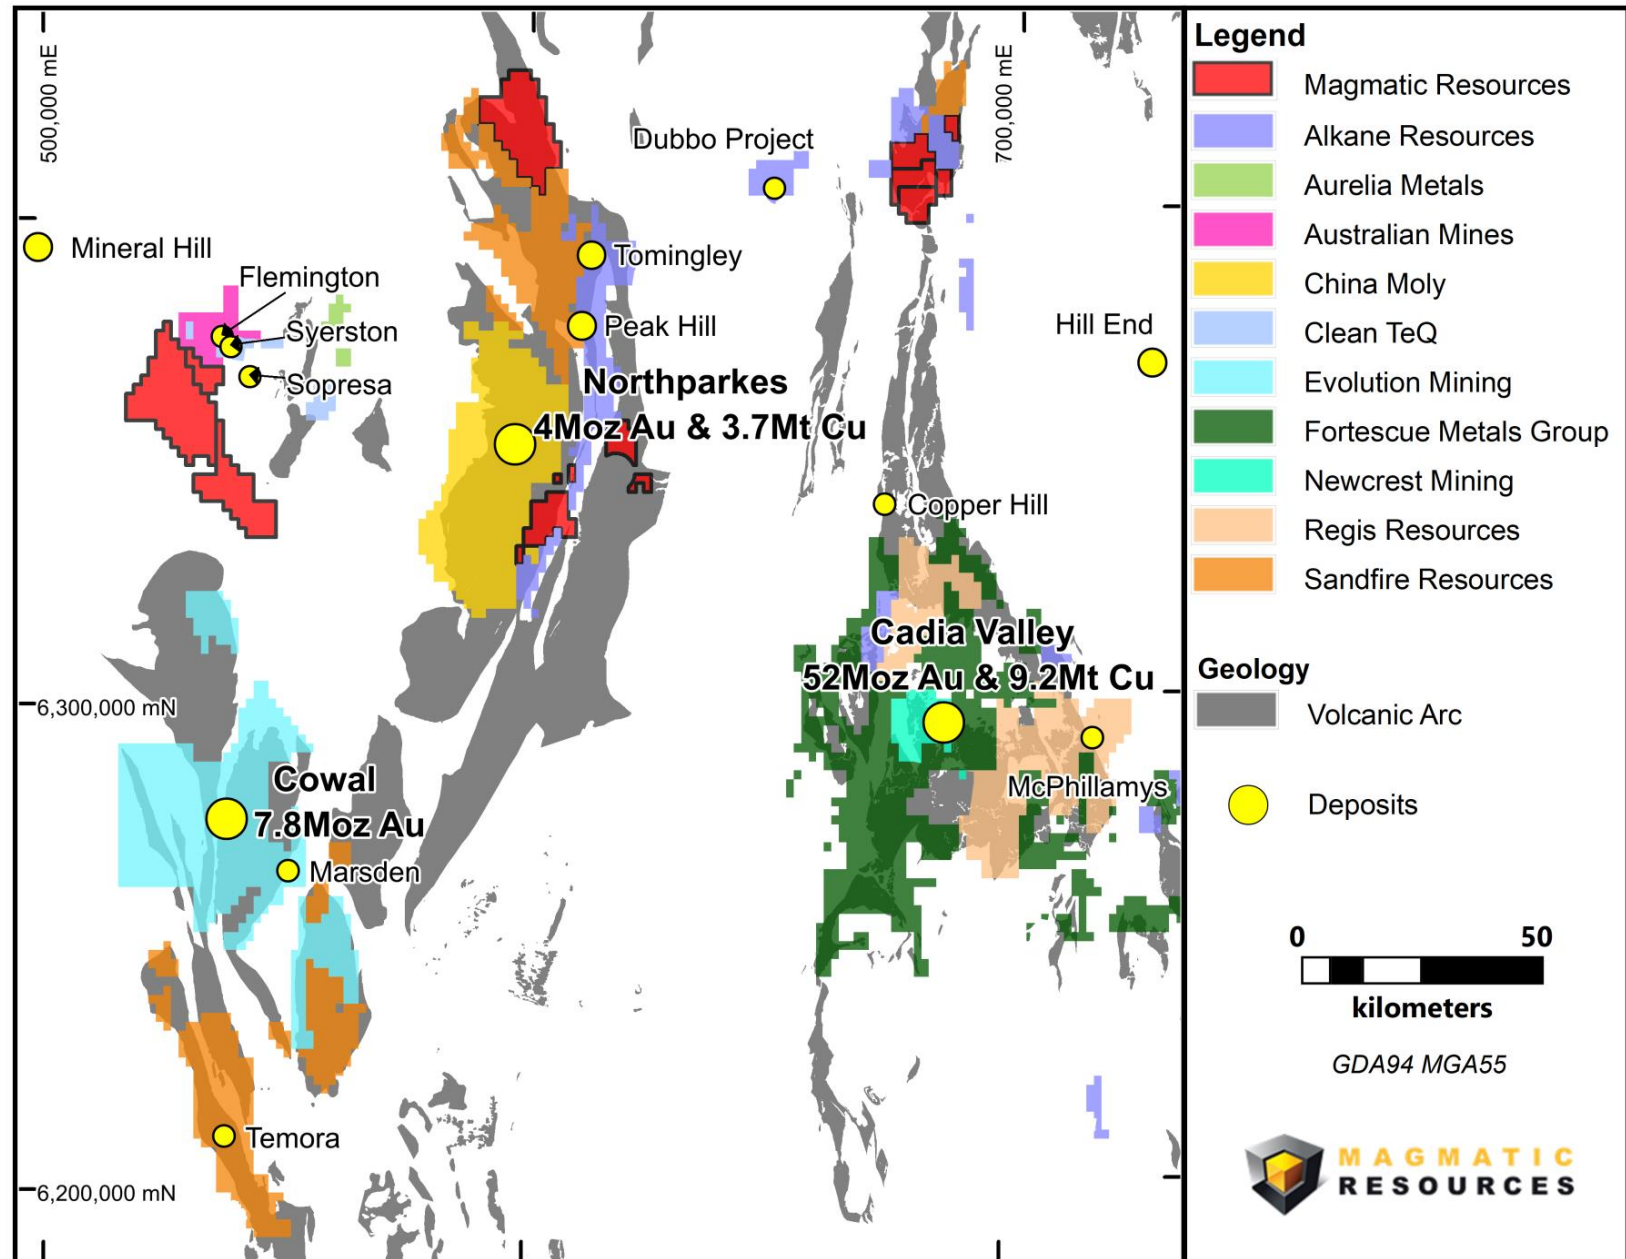 500,000 mE
700,000 mE
Dubbo Project
Mineral Hill
Tomingley
Flemington
Syerston
Sopresa
Peak Hill
Hill End
Northparkes
4Moz Au & 3.7Mt Cu
Copper Hill
Cadia Valley
52Moz Au & 9.2Mt Cu
6,300,000 mN
McPhillamys
Cowal
7.8Moz Au
Marsden
Temora
6,200,000 mN
Legend
Magmatic Resources
Alkane Resources
Aurelia Metals
Australian Mines
China Moly
Clean TeQ
Evolution Mining
Fortescue Metals Group
Newcrest Mining
Regis Resources
Sandfire Resources
Geology
Volcanic Arc
Deposits
0 50
kilometers
GDA94 MGA55
MAGMATIC
RESOURCES